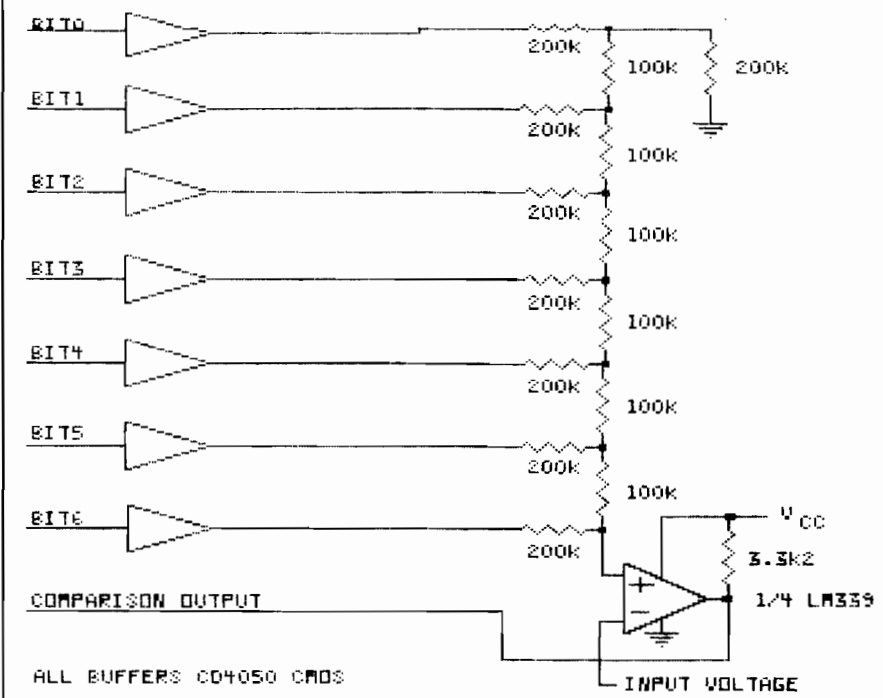 BIT0
200k
100k
200k
BIT1
200k
100k
BIT2
200k
100k
BIT3
200k
100k
BIT4
200k
100k
BIT5
200k
100k
BIT6
200k
VCC
3.3k2
+
COMPARISON OUTPUT
1/4 LM339
−
ALL BUFFERS CD4050 CMOS
INPUT VOLTAGE